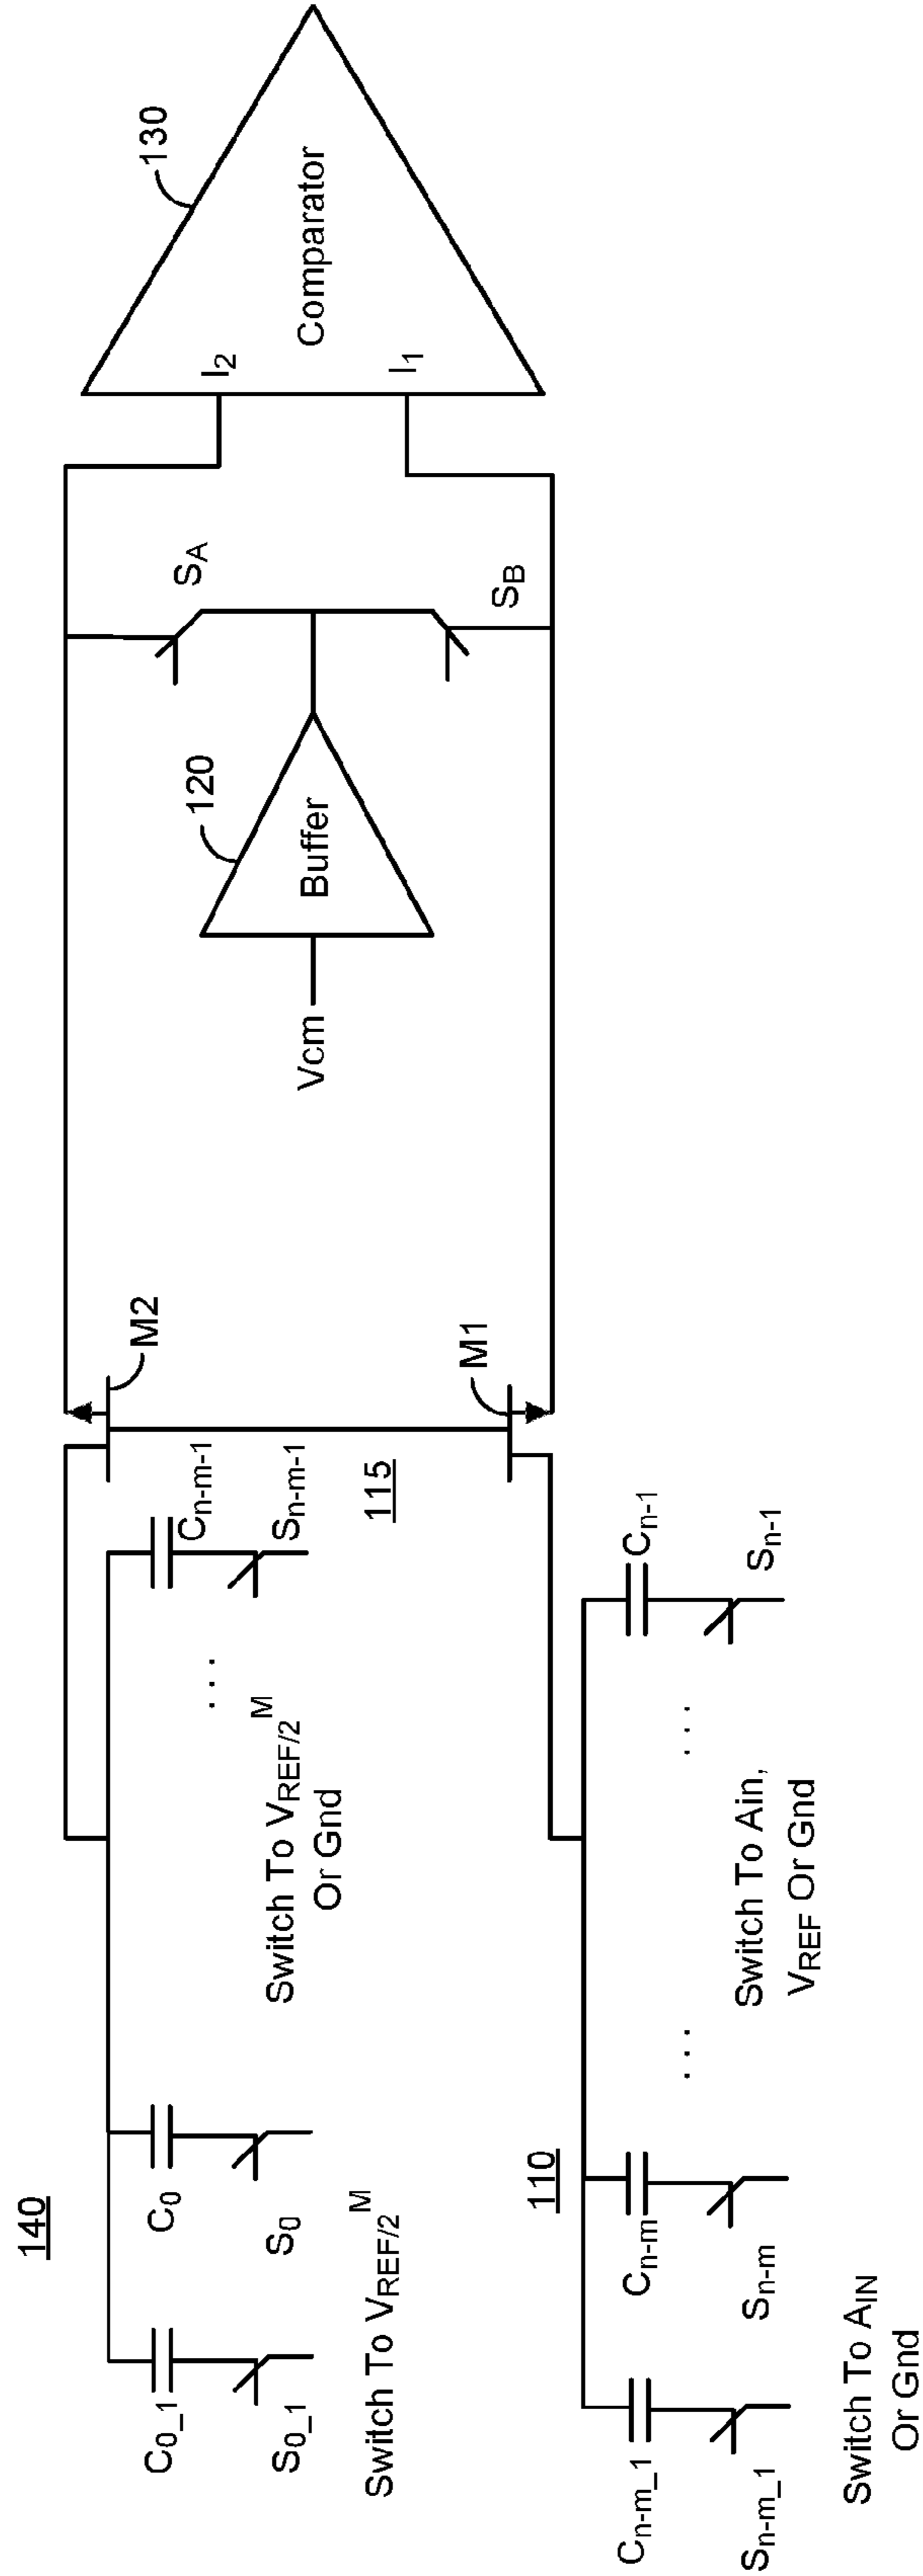 140
C0_1
S0_1
C0
S0
Switch To VREF/2M
. . .
Switch To VREF/2M
Or Gnd
Cn-m-1
Sn-m-1
115
M2
M1
Vcm
Buffer
120
SA
SB
I2
I1
Comparator
130
110
Cn-m_1
Sn-m_1
Switch To AIN
Or Gnd
Cn-m
Sn-m
. . .
. . .
Switch To Ain,
VREF Or Gnd
Cn-1
Sn-1